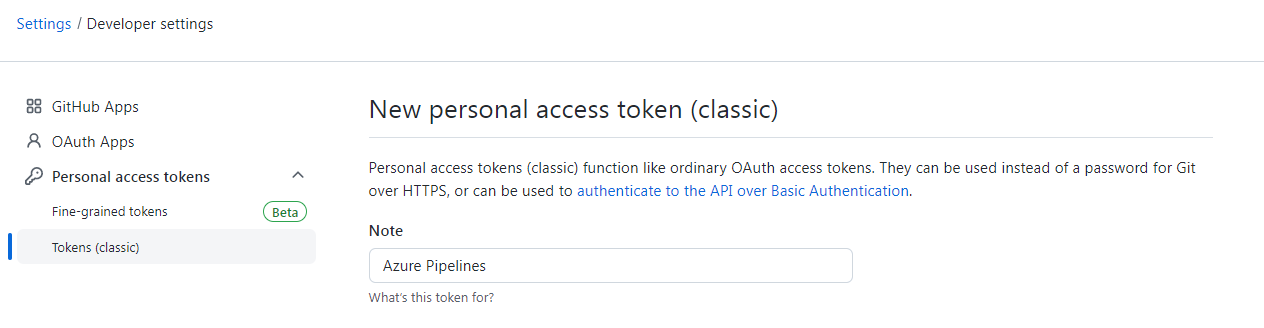 Settings / Developer settings
GitHub Apps
OAuth Apps
Personal access tokens
Fine-grained tokens Beta
Tokens (classic)
New personal access token (classic)
Personal access tokens (classic) function like ordinary OAuth access tokens. They can be used instead of a password for Git
over HTTPS, or can be used to authenticate to the API over Basic Authentication.
Note
Azure Pipelines
What's this token for?